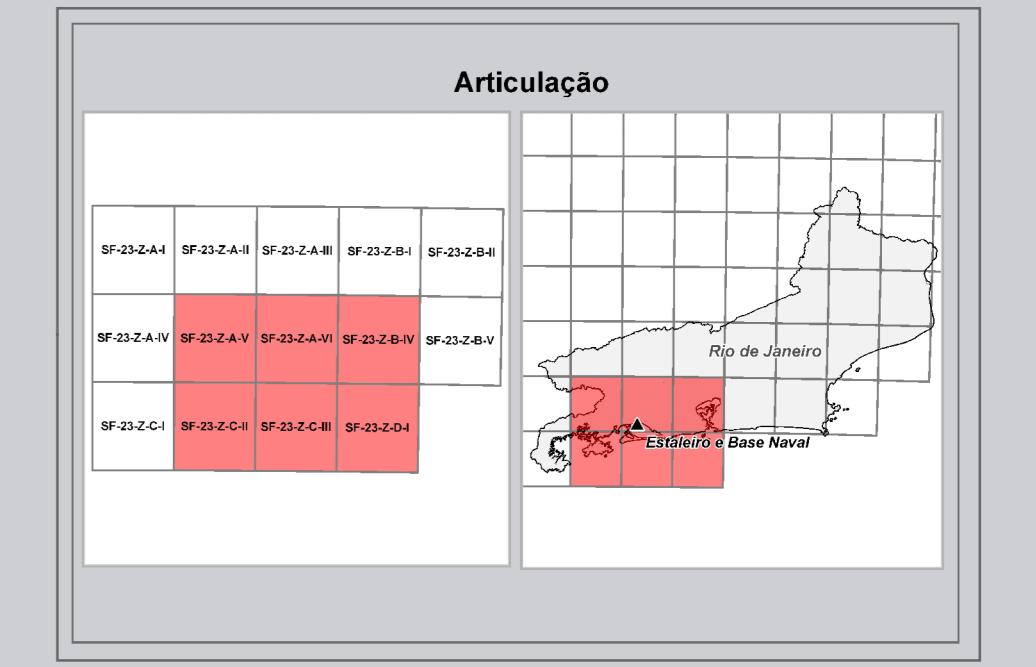 Articulação
SF-23-Z-A-I
SF-23-Z-A-II
SF-23-Z-A-III
SF-23-Z-B-I
SF-23-Z-B-II
SF-23-Z-A-IV
SF-23-Z-A-V
SF-23-Z-A-VI
SF-23-Z-B-IV
SF-23-Z-B-V
SF-23-Z-C-I
SF-23-Z-C-II
SF-23-Z-C-III
SF-23-Z-D-I
Rio de Janeiro
Estaleiro e Base Naval